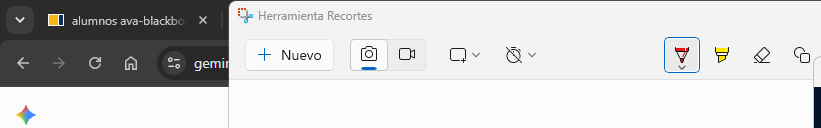 alumnos ava-blackbo
Herramienta Recortes
Nuevo
gemin